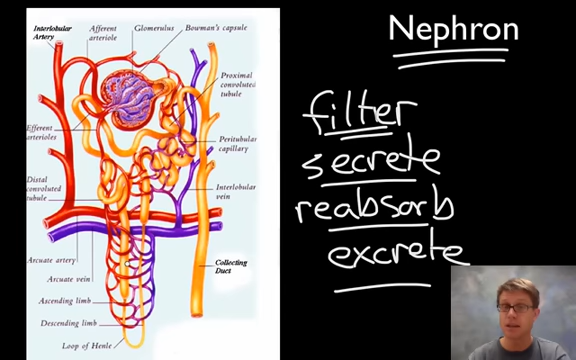 Nephron
Interlobular
Artery
Afferent
arteriole
Glomerulus
Bowman's capsule
Proximal
convoluted
tubule
Efferent
arterioles
Peritubular
capillary
Distal
convoluted
tubule
Interlobular
vein
Arcuate artery
Arcuate vein
Collecting
Duct
Ascending limb
Descending limb
Loop of Henle
filter
secrete
reabsorb
excrete